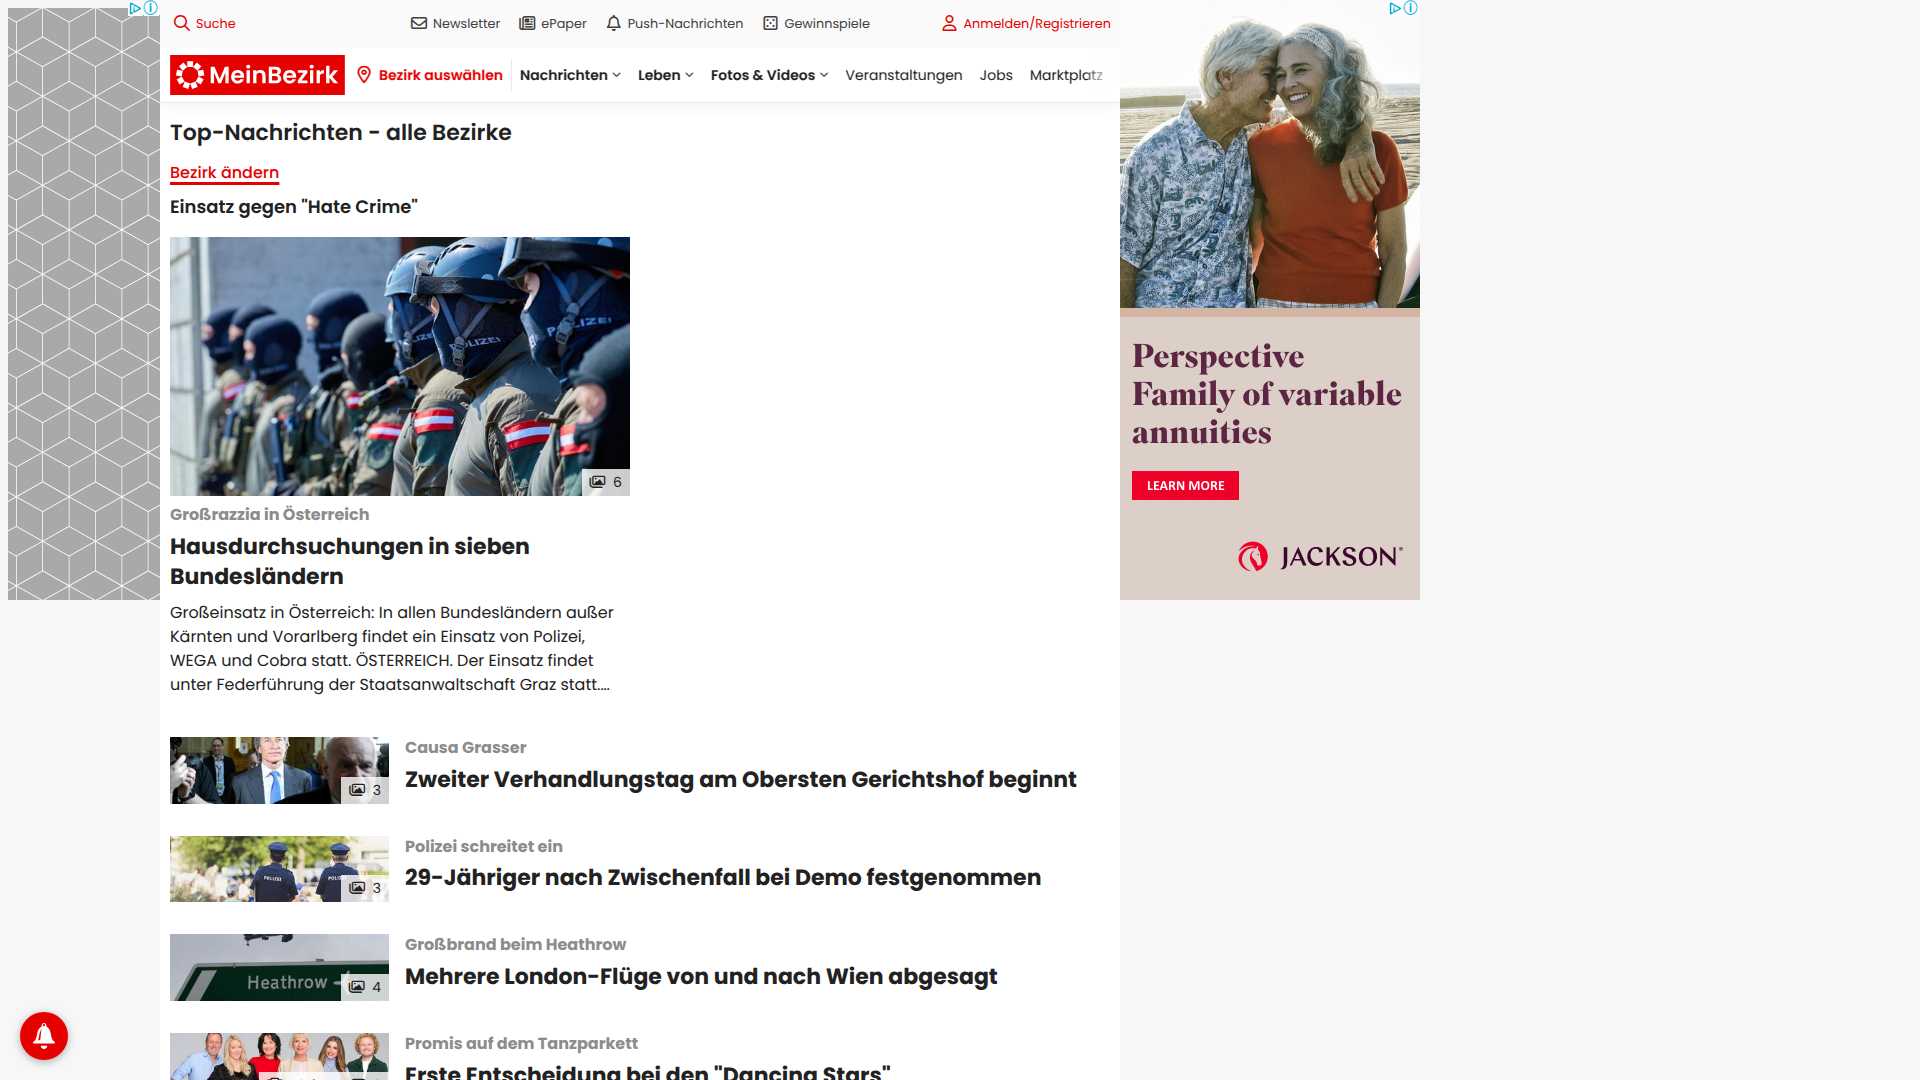 Suche
Newsletter
ePaper
Push-Nachrichten
Gewinnspiele
Anmelden/Registrieren
MeinBezirk
Bezirk auswählen
Nachrichten
Leben
Fotos & Videos
Veranstaltungen
Jobs
Marktplatz
Top-Nachrichten - alle Bezirke
Bezirk ändern
Einsatz gegen "Hate Crime"
POLIZEI
POLIZEI
6
Großrazzia in Österreich
Hausdurchsuchungen in sieben
Bundesländern
Großeinsatz in Österreich: In allen Bundesländern außer
Kärnten und Vorarlberg findet ein Einsatz von Polizei,
WEGA und Cobra statt. ÖSTERREICH. Der Einsatz findet
unter Federführung der Staatsanwaltschaft Graz statt....
3
Causa Grasser
Zweiter Verhandlungstag am Obersten Gerichtshof beginnt
POLIZEI
3
Polizei schreitet ein
29-Jähriger nach Zwischenfall bei Demo festgenommen
Heathrow
4
Großbrand beim Heathrow
Mehrere London-Flüge von und nach Wien abgesagt
Promis auf dem Tanzparkett
Erste Entscheidung bei den "Dancing Stars"
Perspective
Family of variable
annuities
LEARN MORE
JACKSON®